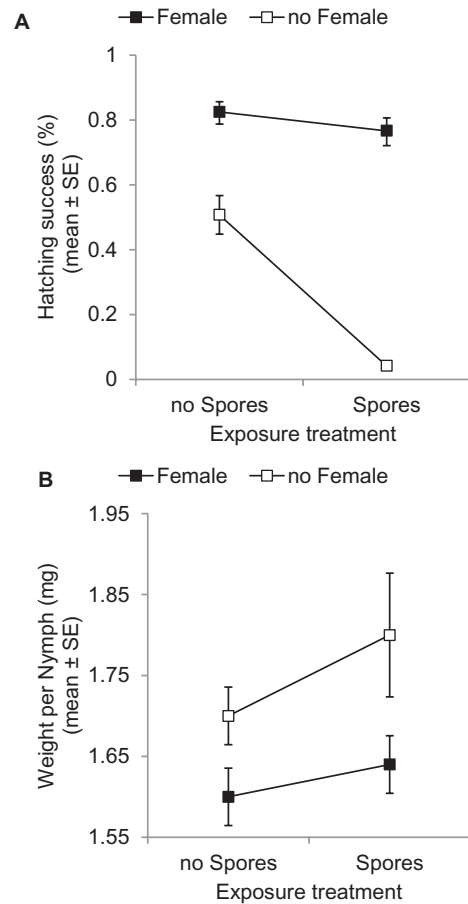 A
Female no Female
Hatching success (%)
(mean ± SE)
1
0.8
0.6
0.4
0.2
0
no Spores Spores
Exposure treatment
B
Female no Female
Weight per Nymph (mg)
(mean ± SE)
1.95
1.85
1.75
1.65
1.55
no Spores Spores
Exposure treatment